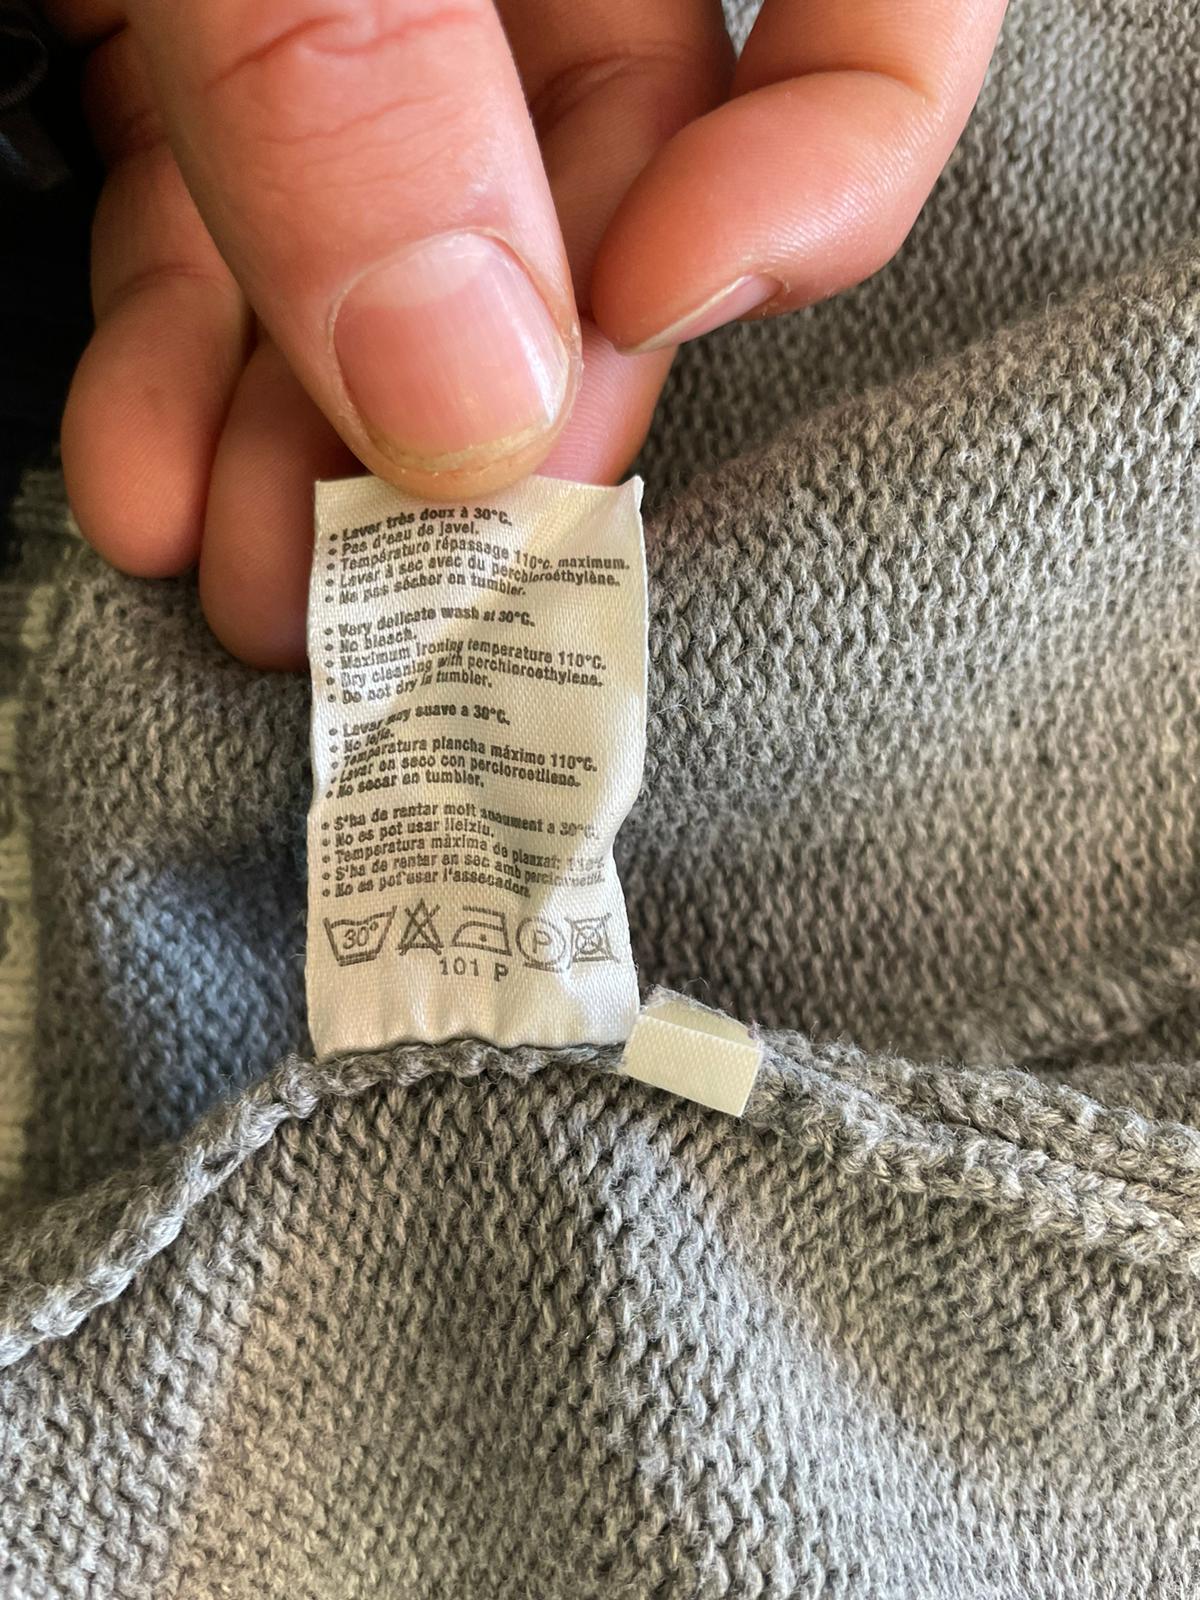 • Laver très doux à 30°C.
• Pas d'eau de javel.
• Température répassage 110°C. maximum.
• Laver à sec avec du perchloroéthylène.
• Ne pas sécher en tumbler.
• Very delicate wash at 30°C.
• No bleach.
• Maximum ironing temperature 110°C.
• Dry cleaning with perchloroethylene.
• Do not dry in tumbler.
• Lavar muy suave a 30°C.
• No lejía.
• Temperatura plancha máximo 110°C.
• Lavar en seco con percloroetileno.
• No secar en tumbler.
• S'ha de rentar molt suaument a 30°C.
• No es pot usar lleixiu.
• Temperatura màxima de planxat:
• S'ha de rentar en sec amb
• No es pot usar l'assecadora
30° P
101 P